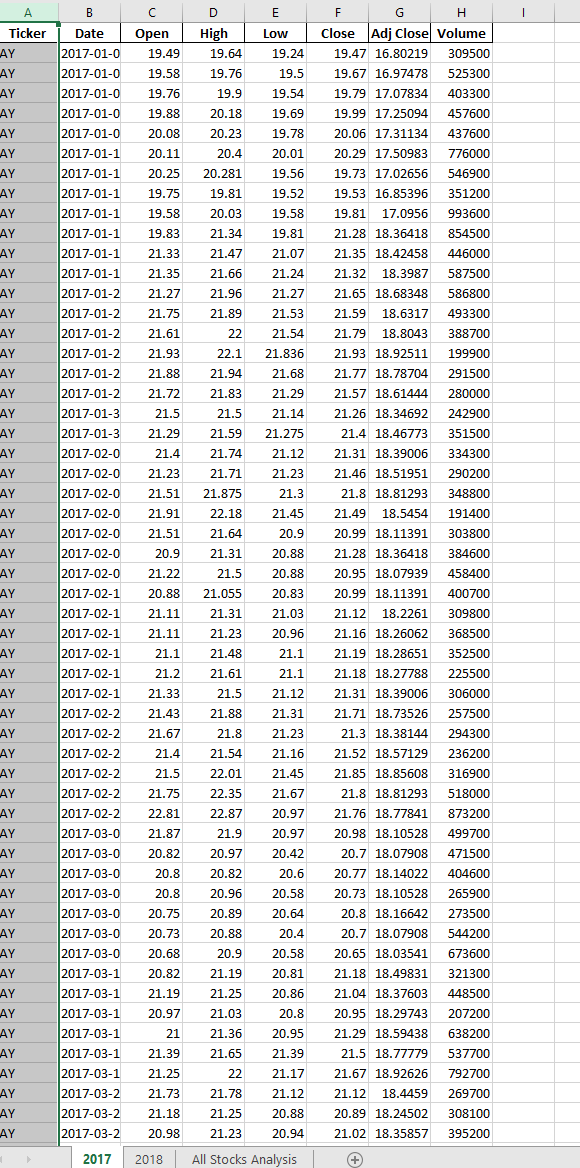 A B C D E F G H I
Ticker Date Open High Low Close Adj Close Volume
AY 2017-01-0 19.49 19.64 19.24 19.47 16.80219 309500
AY 2017-01-0 19.58 19.76 19.5 19.67 16.97478 525300
AY 2017-01-0 19.76 19.9 19.54 19.79 17.07834 403300
AY 2017-01-0 19.88 20.18 19.69 19.99 17.25094 457600
AY 2017-01-0 20.08 20.23 19.78 20.06 17.31134 437600
AY 2017-01-1 20.11 20.4 20.01 20.29 17.50983 776000
AY 2017-01-1 20.25 20.281 19.56 19.73 17.02656 546900
AY 2017-01-1 19.75 19.81 19.52 19.53 16.85396 351200
AY 2017-01-1 19.58 20.03 19.58 19.81 17.0956 993600
AY 2017-01-1 19.83 21.34 19.81 21.28 18.36418 854500
AY 2017-01-1 21.33 21.47 21.07 21.35 18.42458 446000
AY 2017-01-1 21.35 21.66 21.24 21.32 18.3987 587500
AY 2017-01-2 21.27 21.96 21.27 21.65 18.68348 586800
AY 2017-01-2 21.75 21.89 21.53 21.59 18.6317 493300
AY 2017-01-2 21.61 22 21.54 21.79 18.8043 388700
AY 2017-01-2 21.93 22.1 21.836 21.93 18.92511 199900
AY 2017-01-2 21.88 21.94 21.68 21.77 18.78704 291500
AY 2017-01-2 21.72 21.83 21.29 21.57 18.61444 280000
AY 2017-01-3 21.5 21.5 21.14 21.26 18.34692 242900
AY 2017-01-3 21.29 21.59 21.275 21.4 18.46773 351500
AY 2017-02-0 21.4 21.74 21.12 21.31 18.39006 334300
AY 2017-02-0 21.23 21.71 21.23 21.46 18.51951 290200
AY 2017-02-0 21.51 21.875 21.3 21.8 18.81293 348800
AY 2017-02-0 21.91 22.18 21.45 21.49 18.5454 191400
AY 2017-02-0 21.51 21.64 20.9 20.99 18.11391 303800
AY 2017-02-0 20.9 21.31 20.88 21.28 18.36418 384600
AY 2017-02-0 21.22 21.5 20.88 20.95 18.07939 458400
AY 2017-02-1 20.88 21.055 20.83 20.99 18.11391 400700
AY 2017-02-1 21.11 21.31 21.03 21.12 18.2261 309800
AY 2017-02-1 21.11 21.23 20.96 21.16 18.26062 368500
AY 2017-02-1 21.1 21.48 21.1 21.19 18.28651 352500
AY 2017-02-1 21.2 21.61 21.1 21.18 18.27788 225500
AY 2017-02-1 21.33 21.5 21.12 21.31 18.39006 306000
AY 2017-02-2 21.43 21.88 21.31 21.71 18.73526 257500
AY 2017-02-2 21.67 21.8 21.23 21.3 18.38144 294300
AY 2017-02-2 21.4 21.54 21.16 21.52 18.57129 236200
AY 2017-02-2 21.5 22.01 21.45 21.85 18.85608 316900
AY 2017-02-2 21.75 22.35 21.67 21.8 18.81293 518000
AY 2017-02-2 22.81 22.87 20.97 21.76 18.77841 873200
AY 2017-03-0 21.87 21.9 20.97 20.98 18.10528 499700
AY 2017-03-0 20.82 20.97 20.42 20.7 18.07908 471500
AY 2017-03-0 20.8 20.82 20.6 20.77 18.14022 404600
AY 2017-03-0 20.8 20.96 20.58 20.73 18.10528 265900
AY 2017-03-0 20.75 20.89 20.64 20.8 18.16642 273500
AY 2017-03-0 20.73 20.88 20.4 20.7 18.07908 544200
AY 2017-03-0 20.68 20.9 20.58 20.65 18.03541 673600
AY 2017-03-1 20.82 21.19 20.81 21.18 18.49831 321300
AY 2017-03-1 21.19 21.25 20.86 21.04 18.37603 448500
AY 2017-03-1 20.97 21.03 20.8 20.95 18.29743 207200
AY 2017-03-1 21 21.36 20.95 21.29 18.59438 638200
AY 2017-03-1 21.39 21.65 21.39 21.5 18.77779 537700
AY 2017-03-1 21.25 22 21.17 21.67 18.92626 792700
AY 2017-03-2 21.73 21.78 21.12 21.12 18.4459 269700
AY 2017-03-2 21.18 21.25 20.88 20.89 18.24502 308100
AY 2017-03-2 20.98 21.23 20.94 21.02 18.35857 395200
2017 2018 All Stocks Analysis